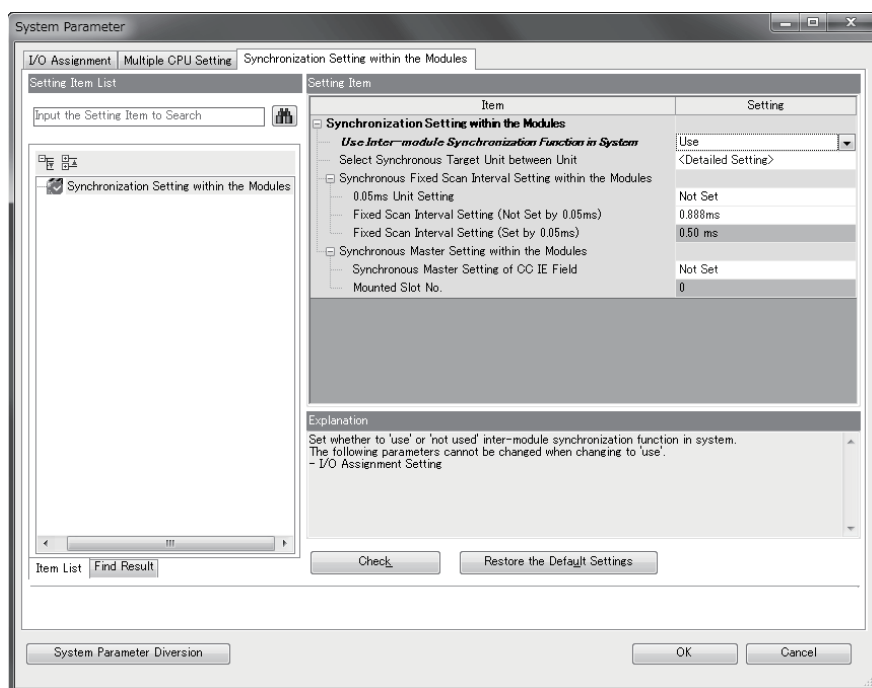 System Parameter
I/O Assignment Multiple CPU Setting Synchronization Setting within the Modules
Setting Item List
Input the Setting Item to Search
Synchronization Setting within the Modules
Item List Find Result
Setting Item
Item Setting
Synchronization Setting within the Modules
Use Inter-module Synchronization Function in System Use
Select Synchronous Target Unit between Unit <Detailed Setting>
Synchronous Fixed Scan Interval Setting within the Modules
0.05ms Unit Setting Not Set
Fixed Scan Interval Setting (Not Set by 0.05ms) 0.888ms
Fixed Scan Interval Setting (Set by 0.05ms) 0.50 ms
Synchronous Master Setting within the Modules
Synchronous Master Setting of CC IE Field Not Set
Mounted Slot No. 0
Explanation
Set whether to 'use' or 'not used' inter-module synchronization function in system.
The following parameters cannot be changed when changing to 'use'.
- I/O Assignment Setting
Check Restore the Default Settings
System Parameter Diversion OK Cancel